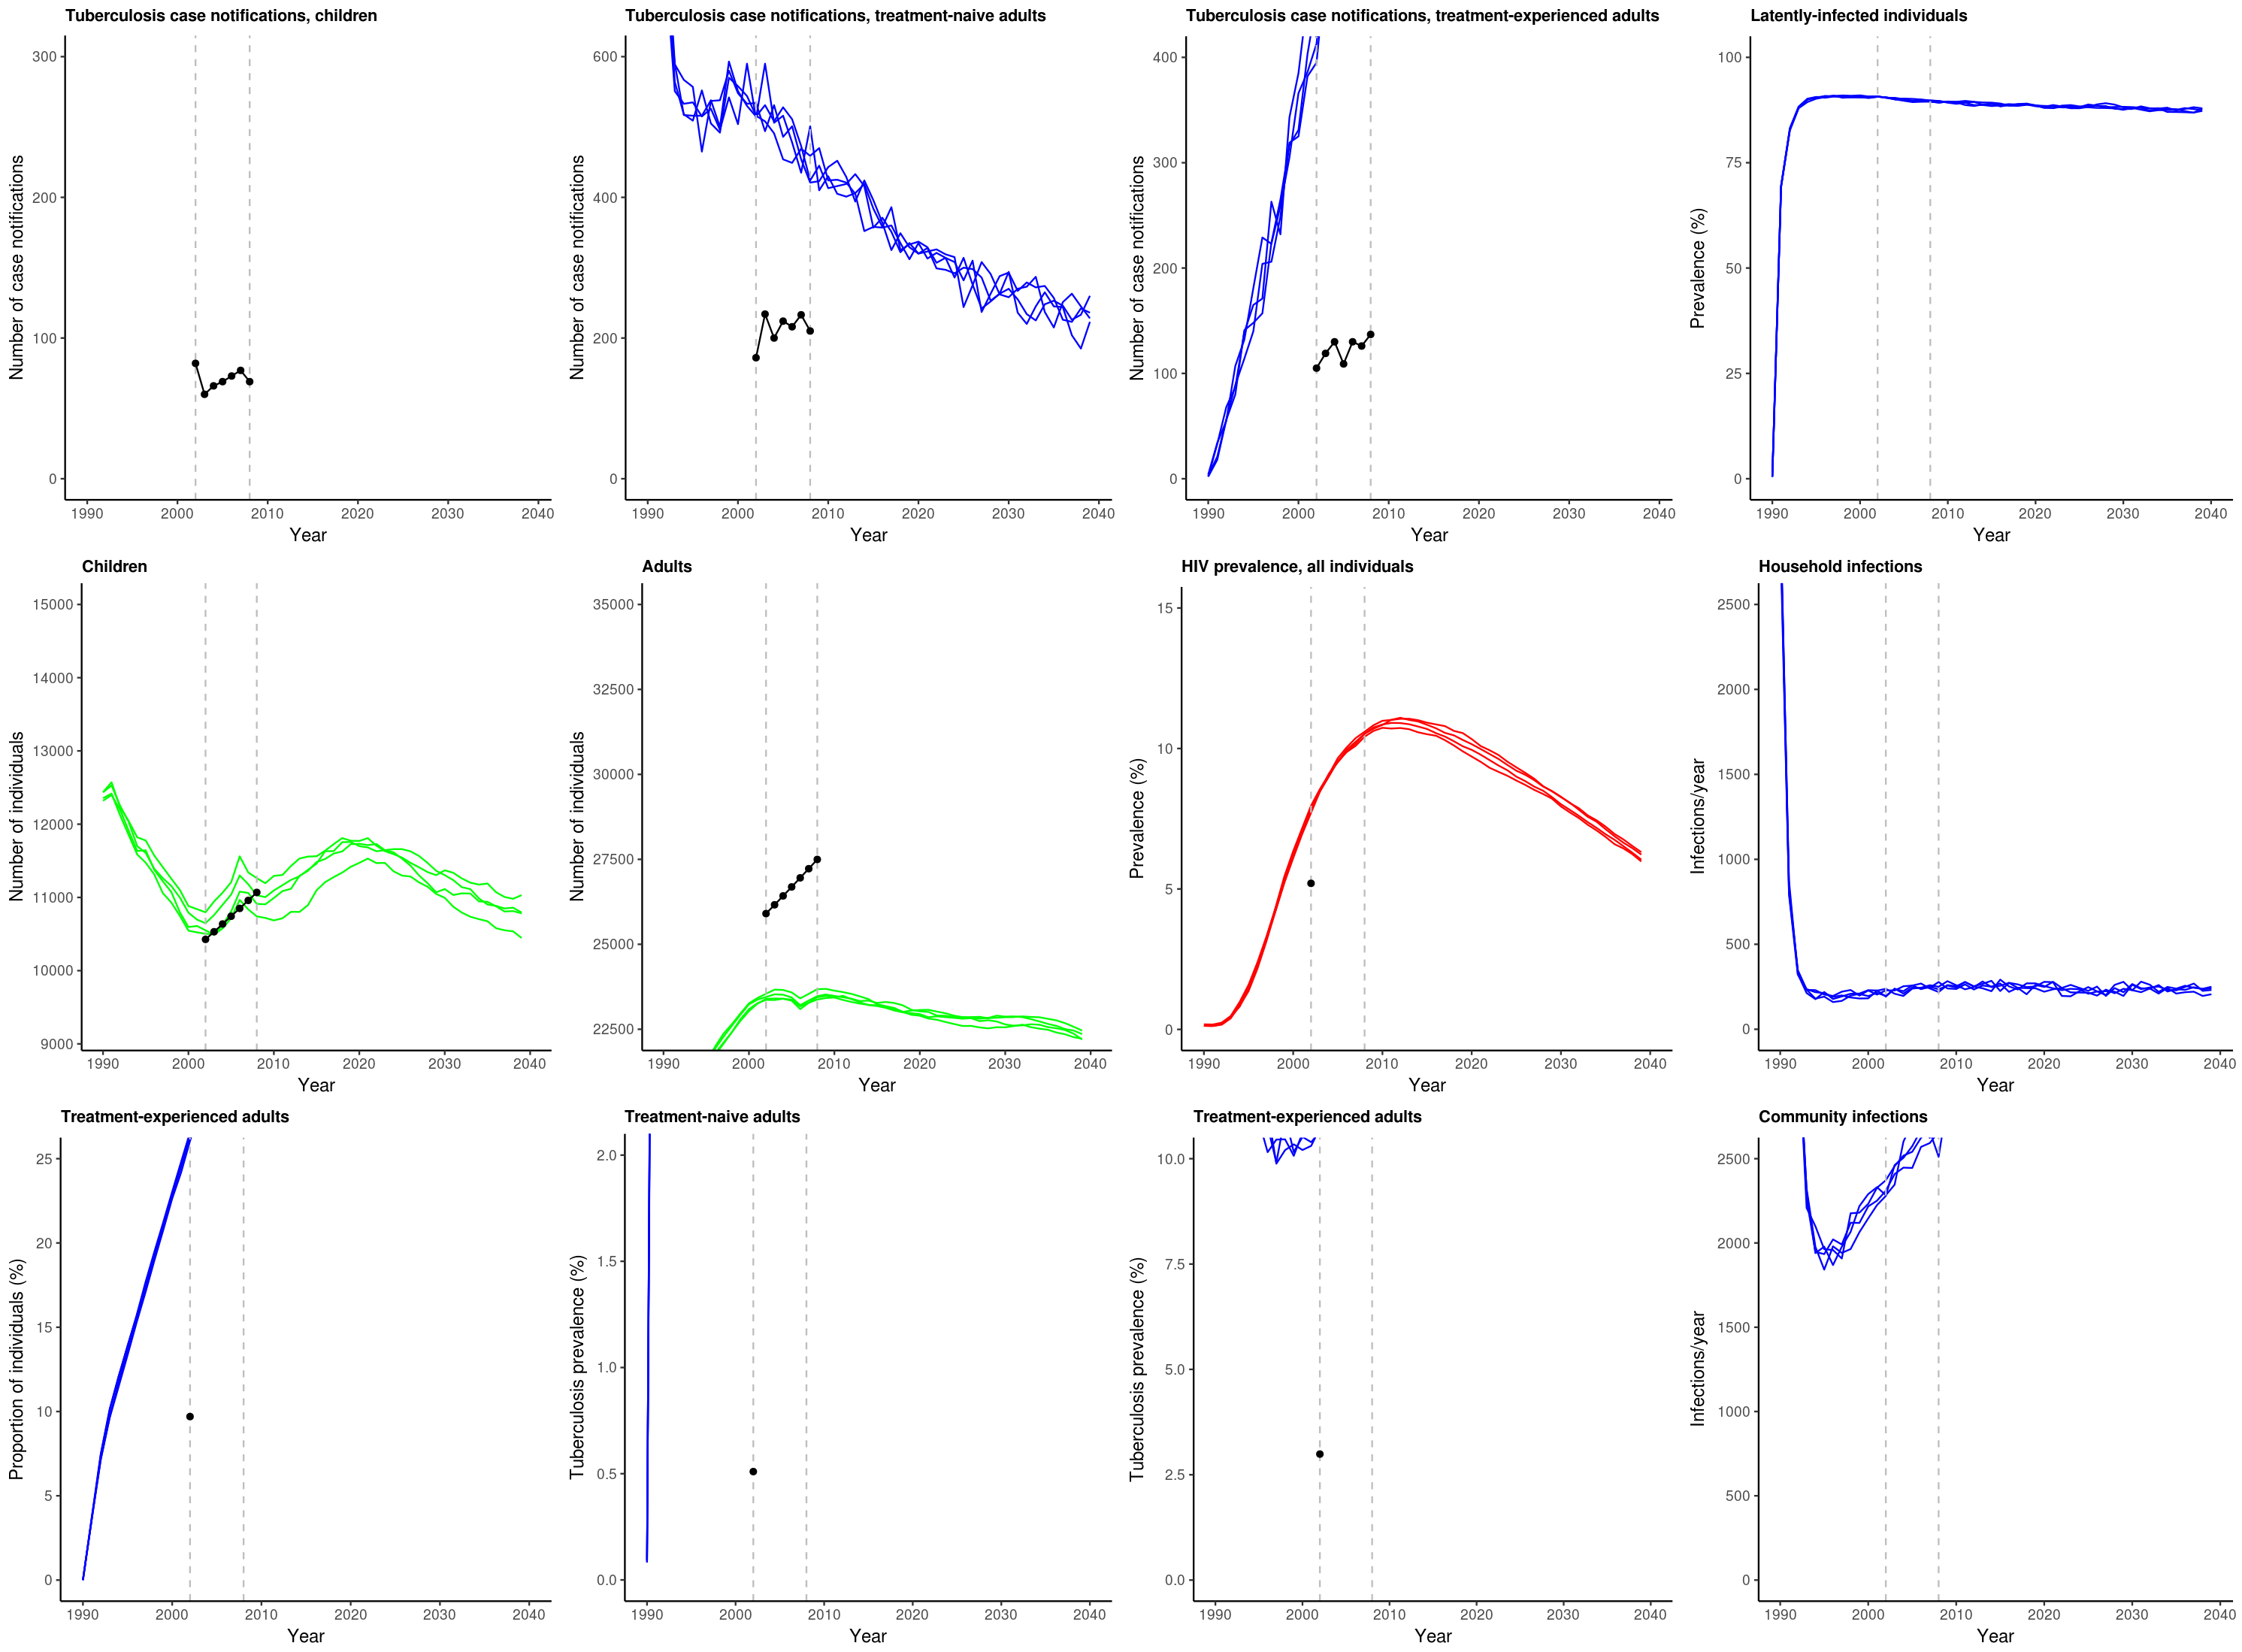 Tuberculosis case notifications, children
300
200
100
0
Number of case notifications
1990 2000 2010 2020 2030 2040
Year
Tuberculosis case notifications, treatment-naive adults
600
400
200
0
Number of case notifications
1990 2000 2010 2020 2030 2040
Year
Tuberculosis case notifications, treatment-experienced adults
400
300
200
100
0
Number of case notifications
1990 2000 2010 2020 2030 2040
Year
Latently-infected individuals
100
75
50
25
0
Prevalence (%)
1990 2000 2010 2020 2030 2040
Year
Children
15000
14000
13000
12000
11000
10000
9000
Number of individuals
1990 2000 2010 2020 2030 2040
Year
Adults
35000
32500
30000
27500
25000
22500
Number of individuals
1990 2000 2010 2020 2030 2040
Year
HIV prevalence, all individuals
15
10
5
0
Prevalence (%)
1990 2000 2010 2020 2030 2040
Year
Household infections
2500
2000
1500
1000
500
0
Infections/year
1990 2000 2010 2020 2030 2040
Year
Treatment-experienced adults
25
20
15
10
5
0
Proportion of individuals (%)
1990 2000 2010 2020 2030 2040
Year
Treatment-naive adults
2.0
1.5
1.0
0.5
0.0
Tuberculosis prevalence (%)
1990 2000 2010 2020 2030 2040
Year
Treatment-experienced adults
10.0
7.5
5.0
2.5
0.0
Tuberculosis prevalence (%)
1990 2000 2010 2020 2030 2040
Year
Community infections
2500
2000
1500
1000
500
0
Infections/year
1990 2000 2010 2020 2030 2040
Year